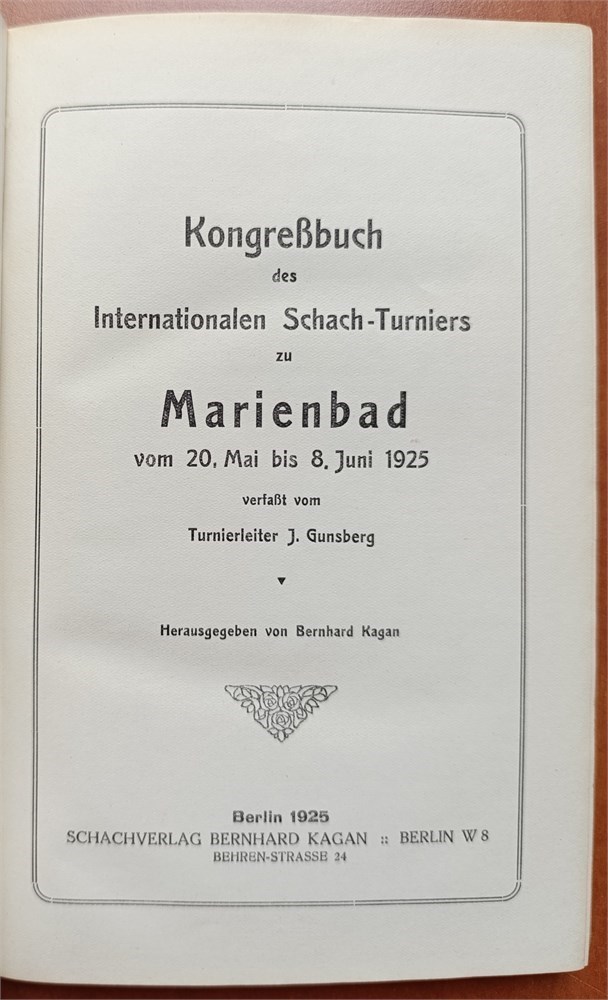 Kongreßbuch
des
Internationalen Schach-Turniers
zu
Marienbad
vom 20. Mai bis 8. Juni 1925
verfaßt vom
Turnierleiter J. Gunsberg
Herausgegeben von Bernhard Kagan
Berlin 1925
SCHACHVERLAG BERNHARD KAGAN :: BERLIN W 8
BEHREN-STRASSE 24